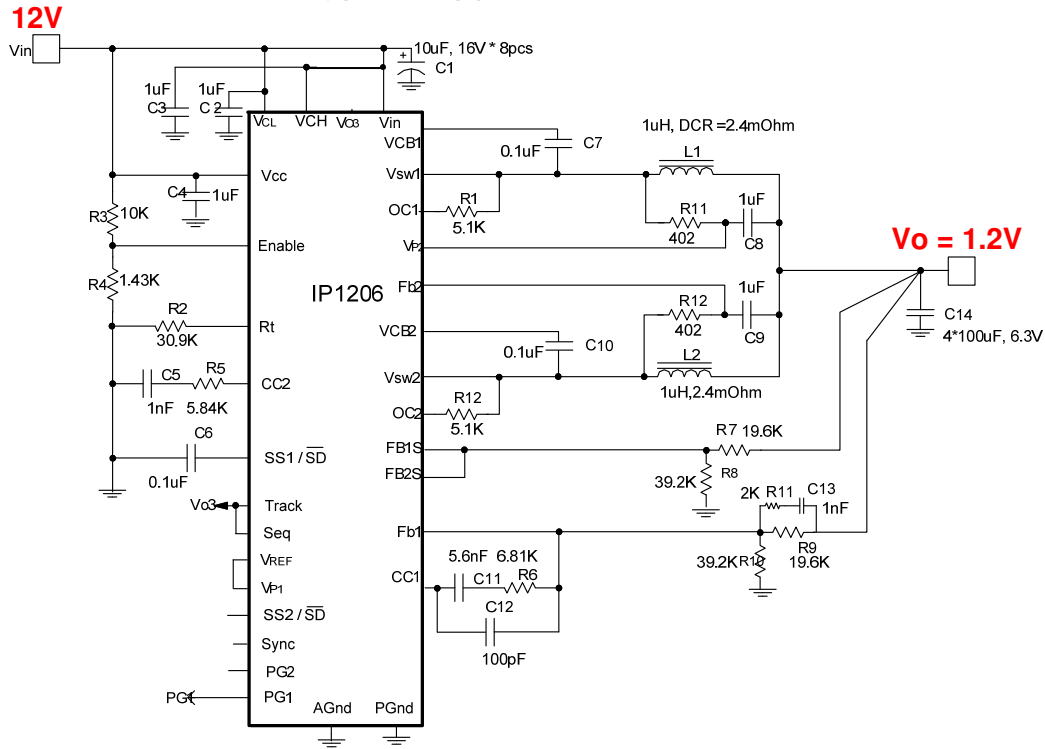 12V
Vin
10uF, 16V * 8pcs
C1
1uF
C3
1uF
C2
VCL
VCH
VO3
Vin
VCB1
0.1uF
C7
1uH, DCR =2.4mOhm
L1
Vcc
Vsw1
C4
1uF
R3
10K
OC1
R1
5.1K
R11
402
1uF
C8
Enable
VP2
Vo = 1.2V
R4
1.43K
IP1206
Fb2
1uF
R12
402
C9
C14
4*100uF, 6.3V
R2
30.9K
Rt
VCB2
0.1uF
C10
L2
C5
1nF
R5
5.84K
CC2
Vsw2
1uH,2.4mOhm
R12
5.1K
OC2
C6
0.1uF
SS1 / SD
FB1S
FB2S
R7
19.6K
39.2K
R8
Vo3
Track
Seq
2K
R11
C13
1nF
Fb1
39.2K
R10
R9
19.6K
VREF
VP1
5.6nF
6.81K
CC1
C11
R6
C12
100pF
SS2 / SD
Sync
PG2
PG1
PG1
AGnd
PGnd